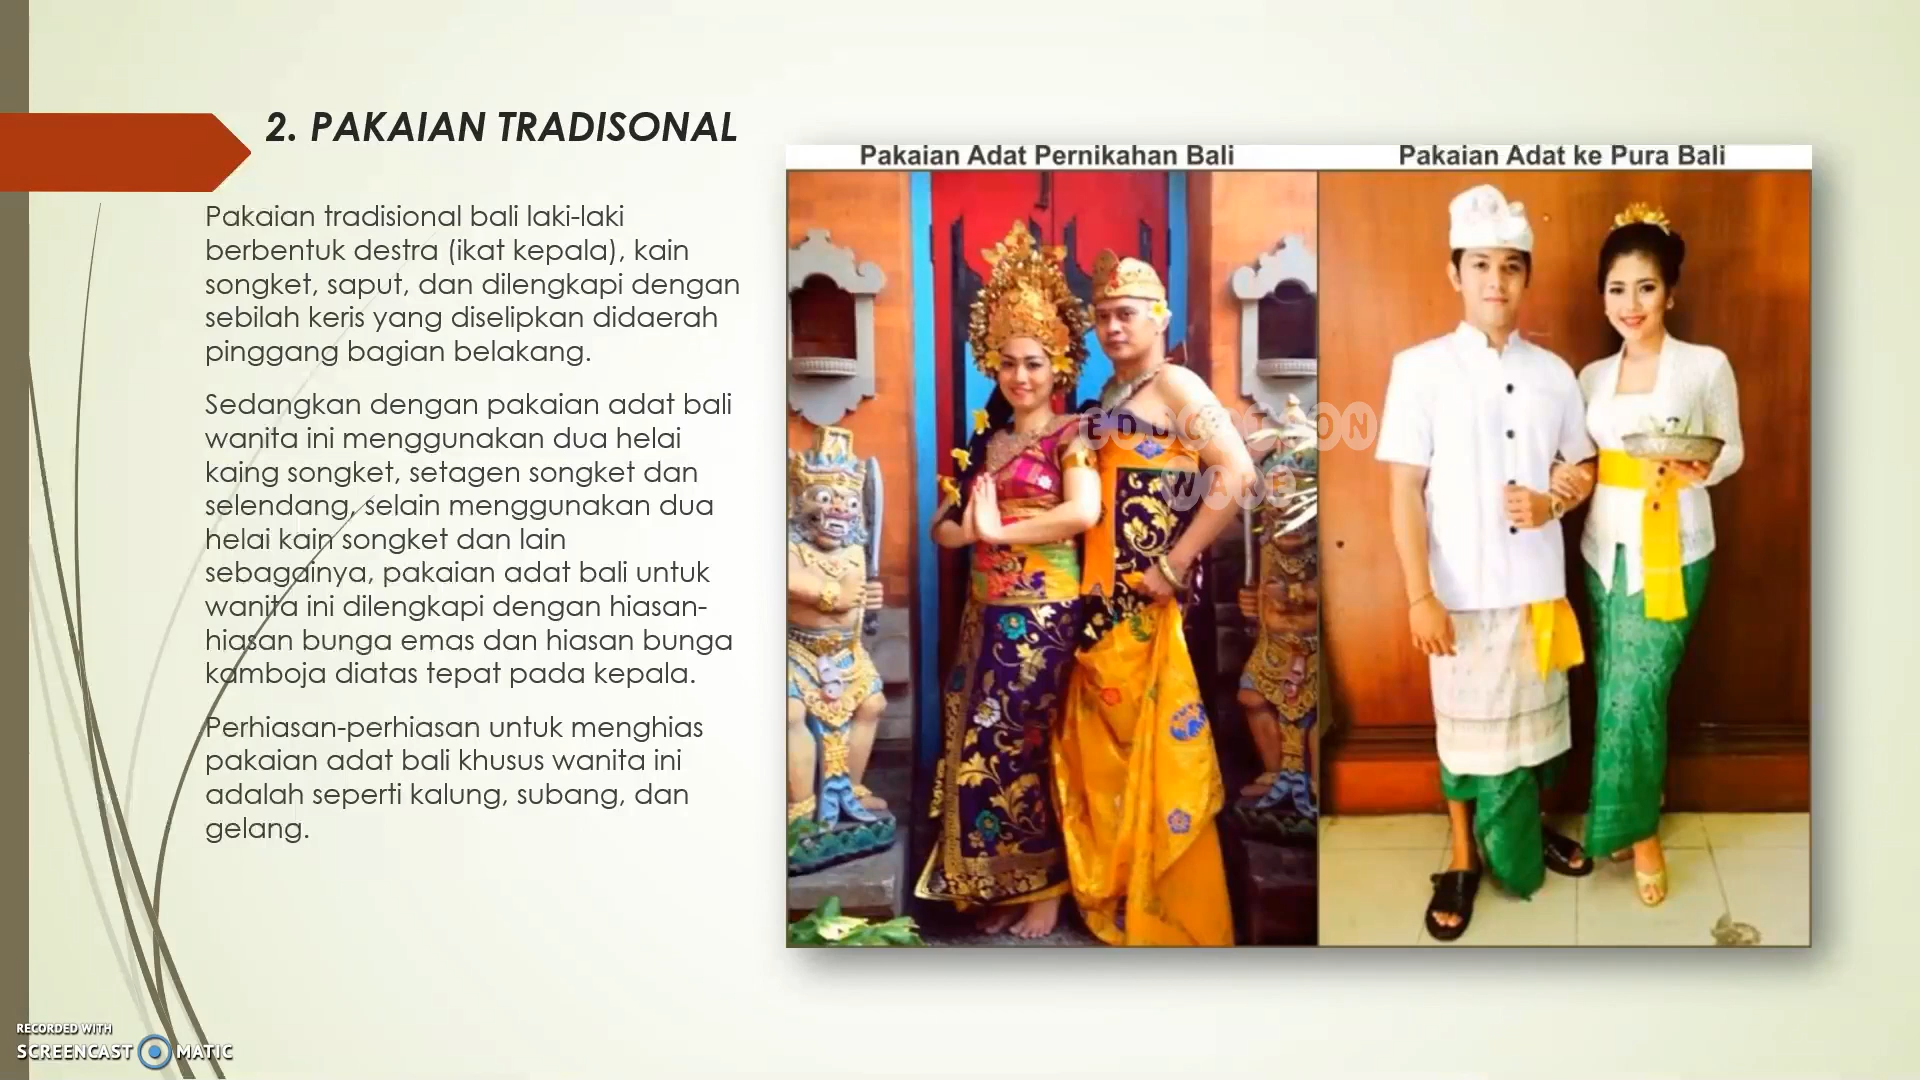 2. PAKAIAN TRADISONAL
Pakaian tradisional bali laki-laki
berbentuk destra (ikat kepala), kain
songket, saput, dan dilengkapi dengan
sebilah keris yang diselipkan didaerah
pinggang bagian belakang.
Sedangkan dengan pakaian adat bali
wanita ini menggunakan dua helai
kaing songket, setagen songket dan
selendang, selain menggunakan dua
helai kain songket dan lain
sebagainya, pakaian adat bali untuk
wanita ini dilengkapi dengan hiasan-
hiasan bunga emas dan hiasan bunga
kamboja diatas tepat pada kepala.
Perhiasan-perhiasan untuk menghias
pakaian adat bali khusus wanita ini
adalah seperti kalung, subang, dan
gelang.
Pakaian Adat Pernikahan Bali
Pakaian Adat ke Pura Bali
EDUCATION
WAKE
RECORDED WITH
SCREENCAST MATIC